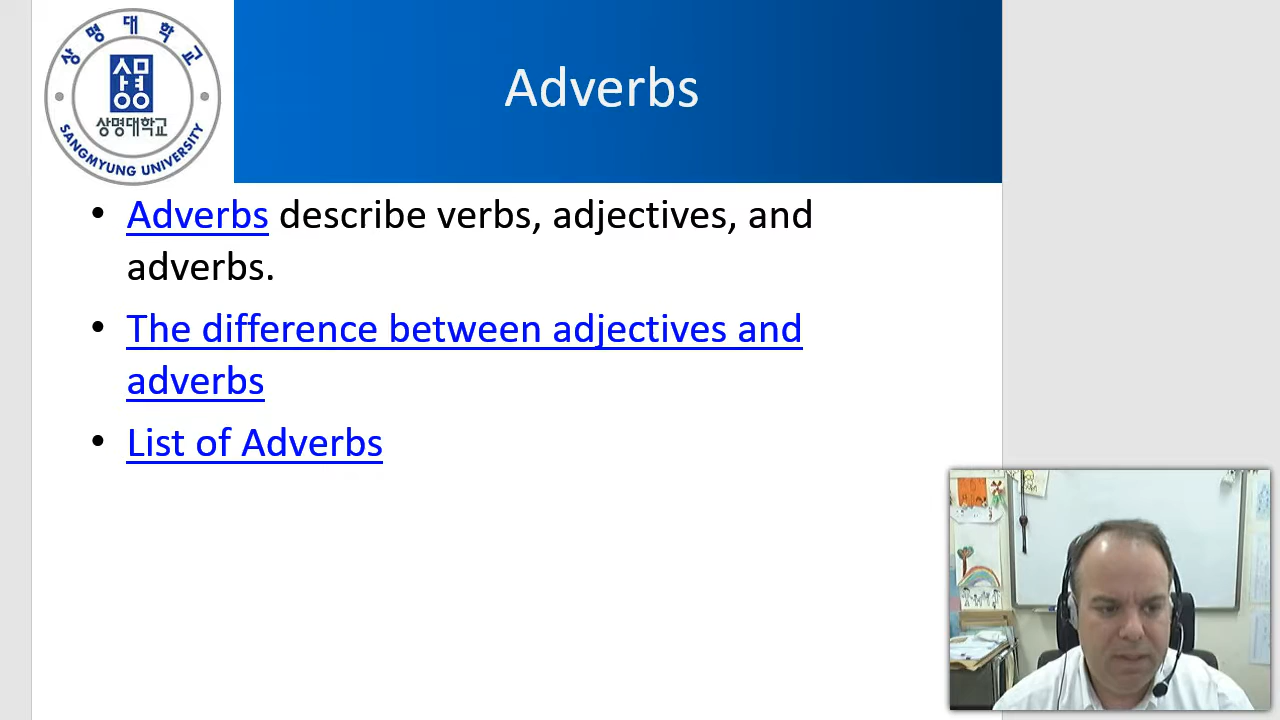 상명대학교
상명
상명대학교
SANGMYUNG UNIVERSITY
Adverbs
• Adverbs describe verbs, adjectives, and
adverbs.
• The difference between adjectives and
adverbs
• List of Adverbs